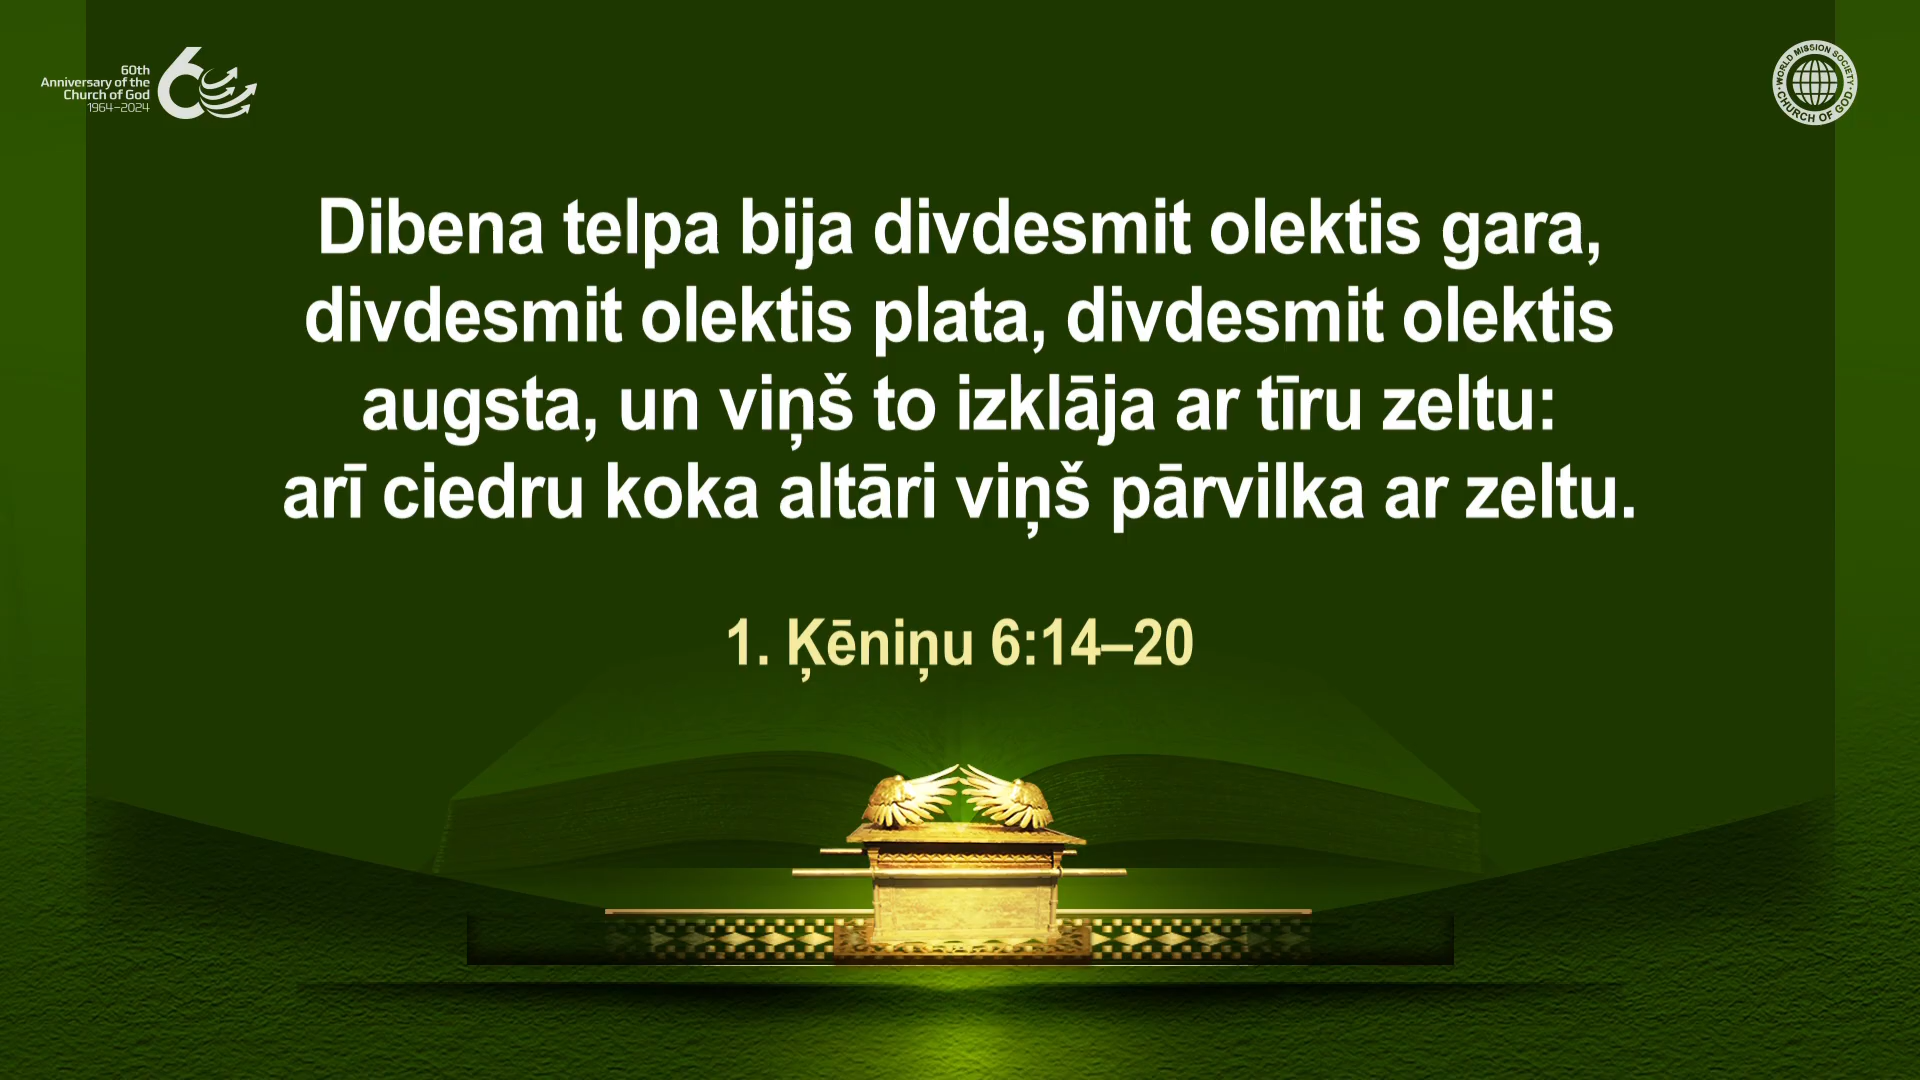 60th
Anniversary of the
Church of God
1964–2024
60
WORLD MISSION SOCIETY
CHURCH OF GOD
Dibena telpa bija divdesmit olektis gara,
divdesmit olektis plata, divdesmit olektis
augsta, un viņš to izklāja ar tīru zeltu:
arī ciedru koka altāri viņš pārvilka ar zeltu.
1. Ķēniņu 6:14–20